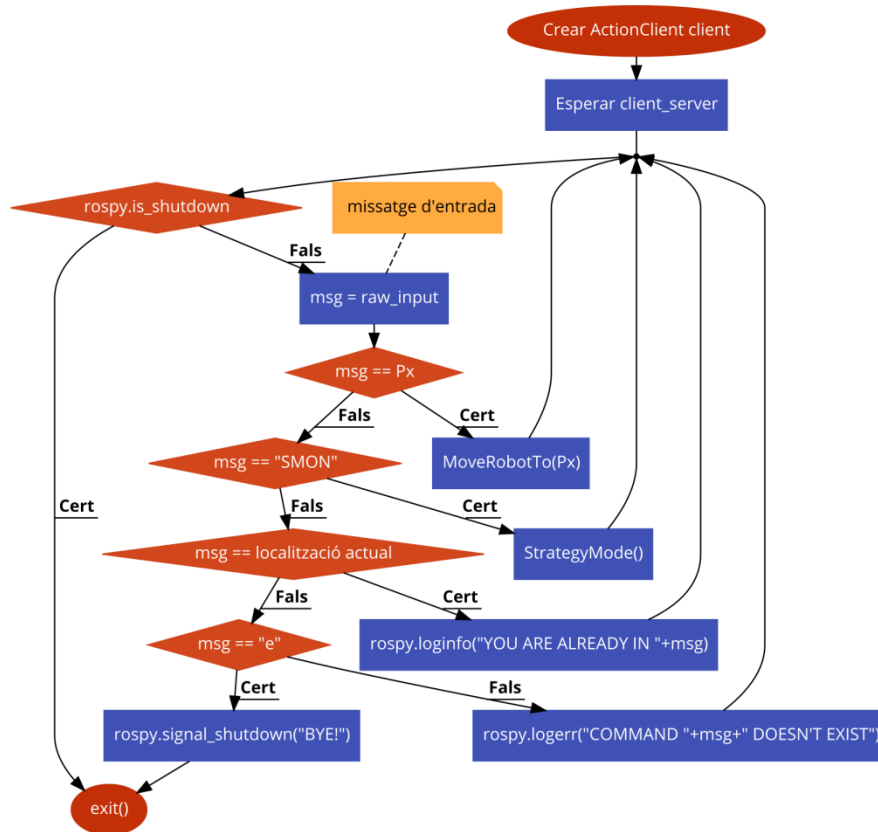 Crear ActionClient client
Esperar client_server
rospy.is_shutdown
missatge d'entrada
Fals
msg = raw_input
msg == Px
Fals
Cert
msg == "SMON"
MoveRobotTo(Px)
Cert
Fals
Cert
msg == localització actual
StrategyMode()
Fals
Cert
msg == "e"
rospy.loginfo("YOU ARE ALREADY IN "+msg)
Cert
Fals
rospy.signal_shutdown("BYE!")
rospy.logerr("COMMAND "+msg+" DOESN'T EXIST")
exit()